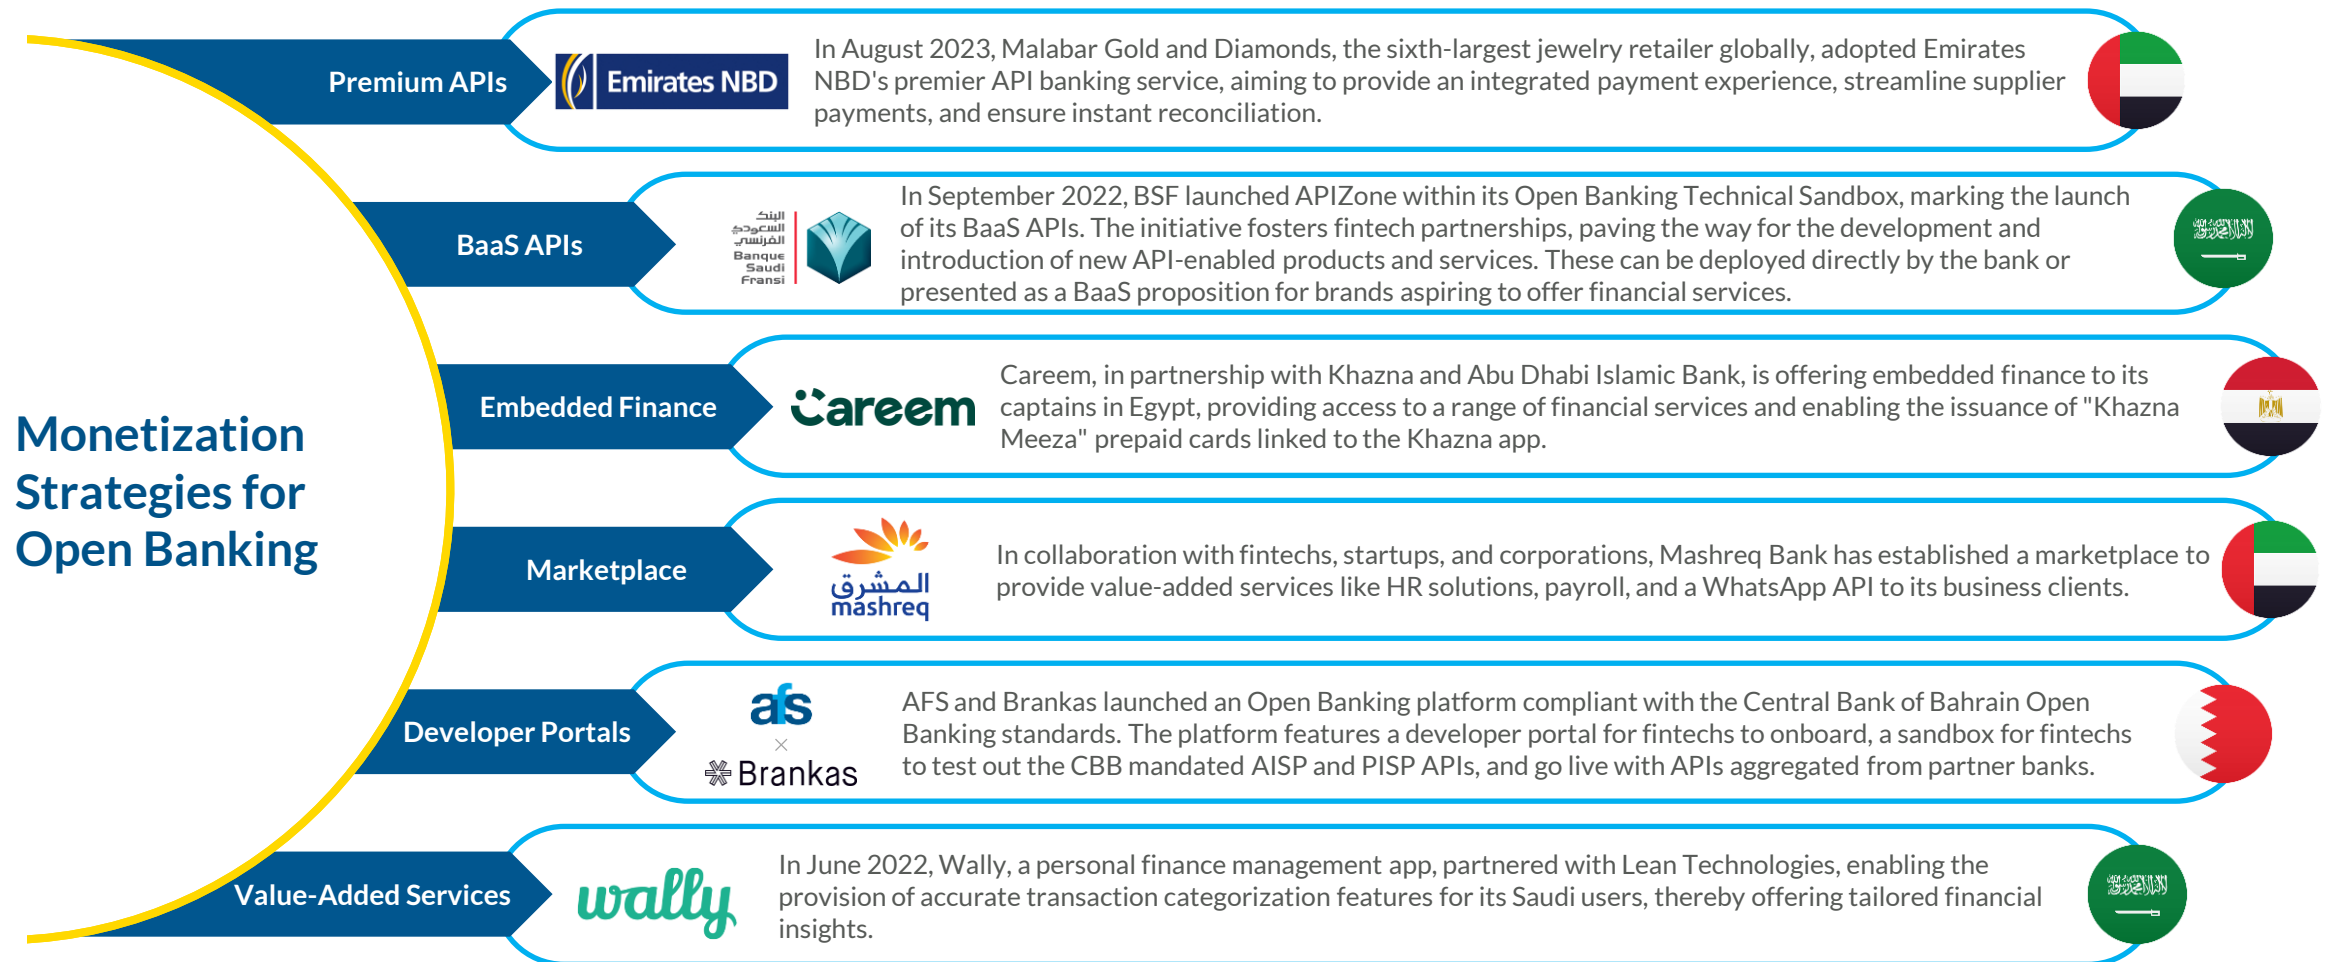 Monetization
Strategies for
Open Banking
Premium APIs
Emirates NBD
In August 2023, Malabar Gold and Diamonds, the sixth-largest jewelry retailer globally, adopted Emirates
NBD's premier API banking service, aiming to provide an integrated payment experience, streamline supplier
payments, and ensure instant reconciliation.
BaaS APIs
البنك
السعودي
الفرنسي
Banque
Saudi
Fransi
In September 2022, BSF launched APIZone within its Open Banking Technical Sandbox, marking the launch
of its BaaS APIs. The initiative fosters fintech partnerships, paving the way for the development and
introduction of new API-enabled products and services. These can be deployed directly by the bank or
presented as a BaaS proposition for brands aspiring to offer financial services.
Embedded Finance
Careem
Careem, in partnership with Khazna and Abu Dhabi Islamic Bank, is offering embedded finance to its
captains in Egypt, providing access to a range of financial services and enabling the issuance of "Khazna
Meeza" prepaid cards linked to the Khazna app.
Marketplace
المشرق
mashreq
In collaboration with fintechs, startups, and corporations, Mashreq Bank has established a marketplace to
provide value-added services like HR solutions, payroll, and a WhatsApp API to its business clients.
Developer Portals
afs
×
Brankas
AFS and Brankas launched an Open Banking platform compliant with the Central Bank of Bahrain Open
Banking standards. The platform features a developer portal for fintechs to onboard, a sandbox for fintechs
to test out the CBB mandated AISP and PISP APIs, and go live with APIs aggregated from partner banks.
Value-Added Services
wally
In June 2022, Wally, a personal finance management app, partnered with Lean Technologies, enabling the
provision of accurate transaction categorization features for its Saudi users, thereby offering tailored financial
insights.